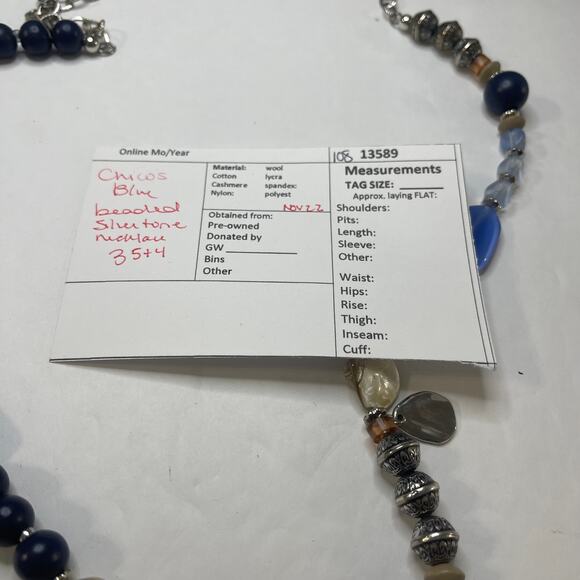 Online Mo/Year
Chicos
Blue
beaded
Silvertone
necklace
35+4
Material: wool
Cotton lycra
Cashmere spandex:
Nylon: polyest
NOV 22
Obtained from:
Pre-owned
Donated by
GW
Bins
Other
108 13589
Measurements
TAG SIZE:
Approx. laying FLAT:
Shoulders:
Pits:
Length:
Sleeve:
Other:
Waist:
Hips:
Rise:
Thigh:
Inseam:
Cuff: